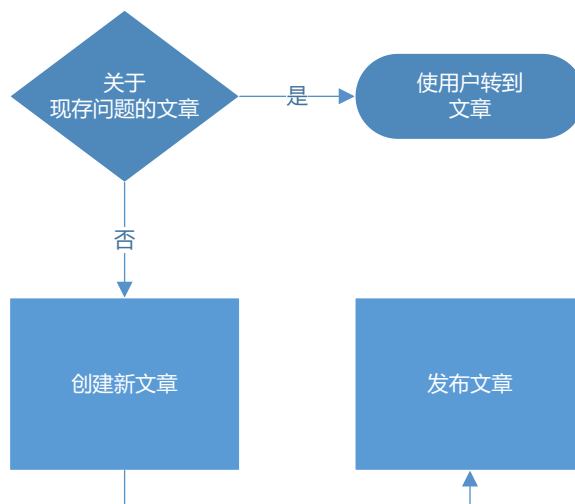 关于
现存问题的文章
是
使用户转到
文章
否
创建新文章
发布文章